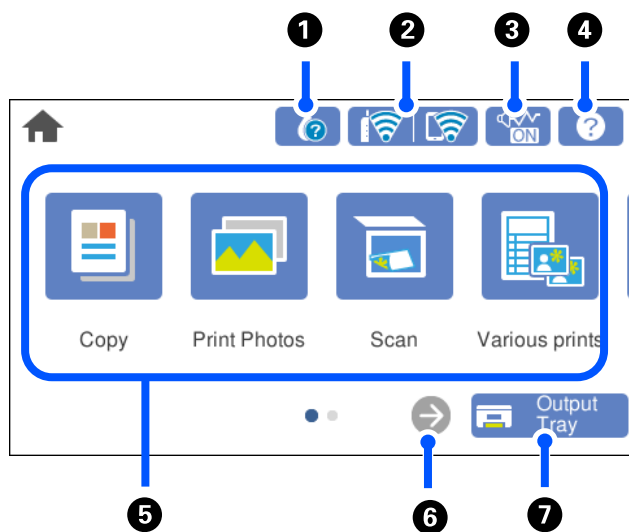 1 2 3 4
? ON ?
Copy Print Photos Scan Various prints
Output
Tray
5 6 7